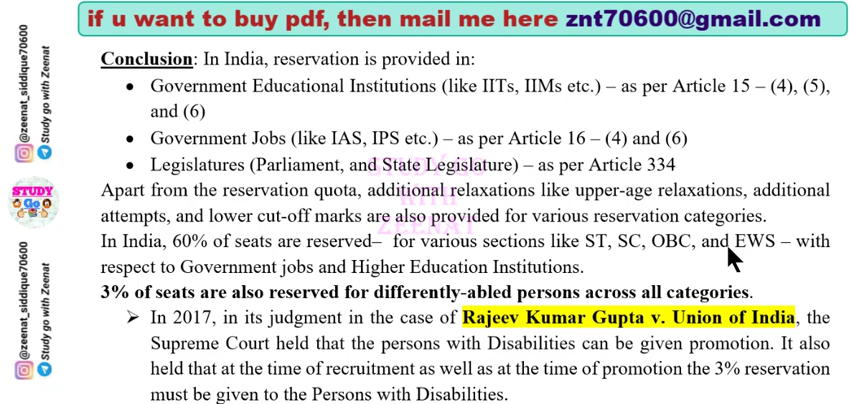 if u want to buy pdf, then mail me here znt70600@gmail.com
Conclusion: In India, reservation is provided in:
• Government Educational Institutions (like IITs, IIMs etc.) – as per Article 15 – (4), (5),
and (6)
• Government Jobs (like IAS, IPS etc.) – as per Article 16 – (4) and (6)
• Legislatures (Parliament, and State Legislature) – as per Article 334
Apart from the reservation quota, additional relaxations like upper-age relaxations, additional
attempts, and lower cut-off marks are also provided for various reservation categories.
In India, 60% of seats are reserved– for various sections like ST, SC, OBC, and EWS – with
respect to Government jobs and Higher Education Institutions.
3% of seats are also reserved for differently-abled persons across all categories.
➢ In 2017, in its judgment in the case of Rajeev Kumar Gupta v. Union of India, the
Supreme Court held that the persons with Disabilities can be given promotion. It also
held that at the time of recruitment as well as at the time of promotion the 3% reservation
must be given to the Persons with Disabilities.
STUDY GO
WITH
ZEENAT
@zeenat_siddique70600
Study go with Zeenat
STUDY
Go
@zeenat_siddique70600
Study go with Zeenat